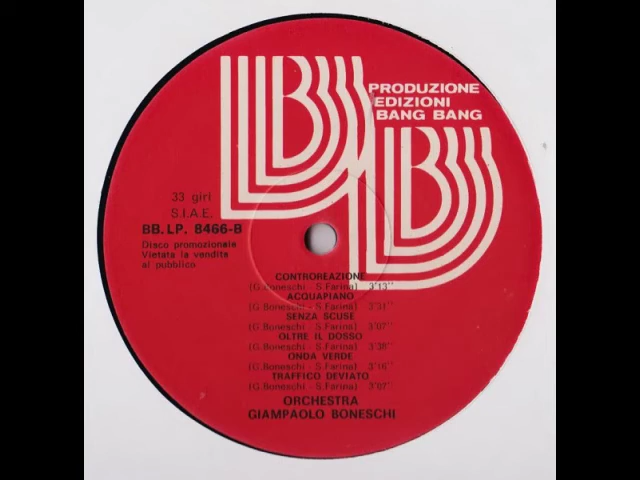 BB
PRODUZIONE
EDIZIONI
BANG BANG
33 giri
S.I.A.E.
BB. LP. 8466-B
Disco promozionale
Vietata la vendita
al pubblico
CONTROREAZIONE
(G. Boneschi - S. Farina) 3'13"
ACQUAPIANO
(G. Boneschi - S. Farina) 3'31"
SENZA SCUSE
(G. Boneschi - S. Farina) 3'07"
OLTRE IL DOSSO
(G. Boneschi - S. Farina) 3'38"
ONDA VERDE
(G. Boneschi - S. Farina) 3'16"
TRAFFICO DEVIATO
(G. Boneschi - S. Farina) 3'07"
ORCHESTRA
GIAMPAOLO BONESCHI